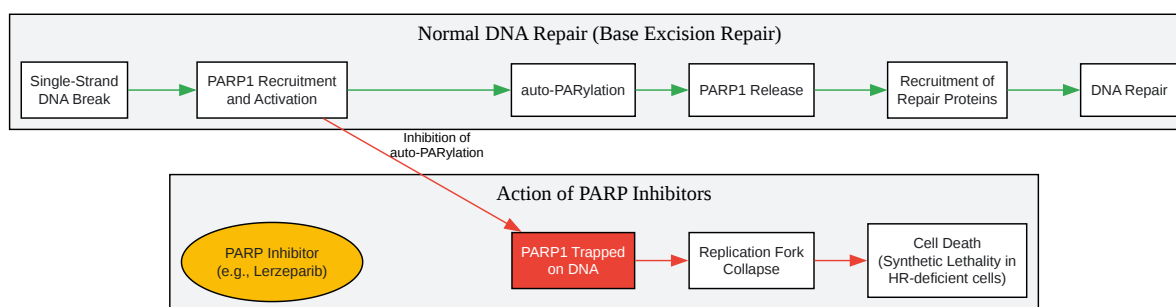 Normal DNA Repair (Base Excision Repair)
Single-Strand
DNA Break
PARP1 Recruitment
and Activation
auto-PARylation
PARP1 Release
Recruitment of
Repair Proteins
DNA Repair
Inhibition of
auto-PARylation
Action of PARP Inhibitors
PARP Inhibitor
(e.g., Lerzeparib)
PARP1 Trapped
on DNA
Replication Fork
Collapse
Cell Death
(Synthetic Lethality in
HR-deficient cells)